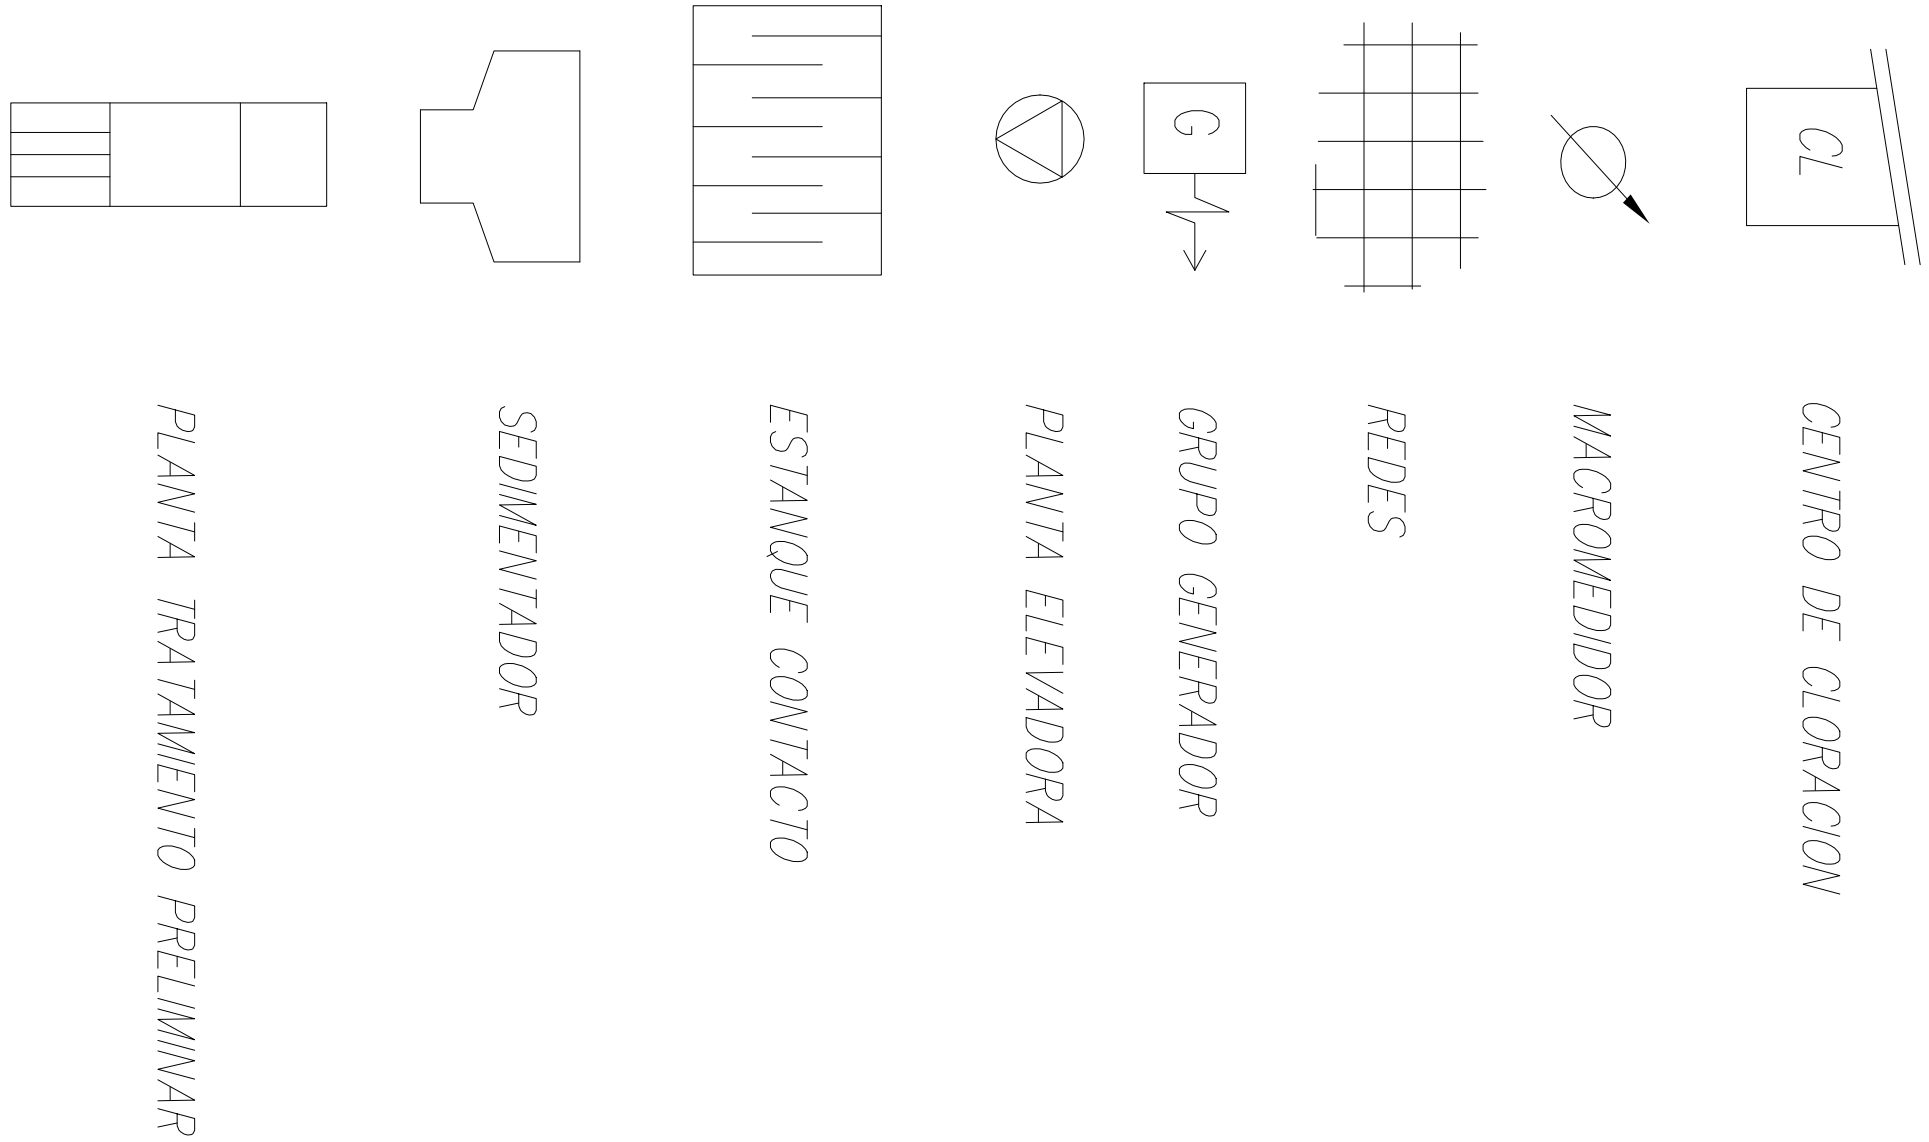 CL
CENTRO DE CLORACION
MACROMEDIDOR
REDES
G
GRUPO GENERADOR
PLANTA ELEVADORA
ESTANQUE CONTACTO
SEDIMENTADOR
PLANTA TRATAMIENTO PRELIMINAR